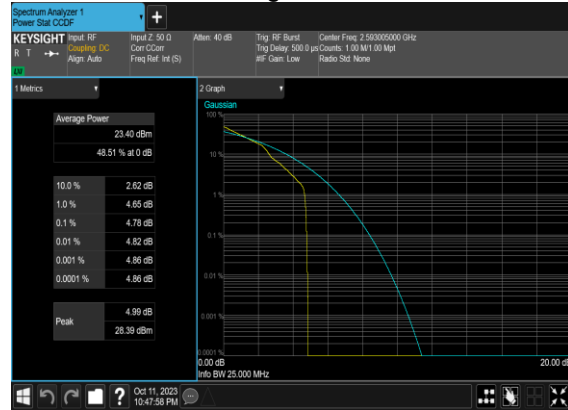 Spectrum Analyzer 1
Power Stat CCDF
KEYSIGHT
R T
Input: RF
Coupling: DC
Align: Auto
Input Z: 50 Ω
Corr CCorr
Freq Ref: Int (S)
Atten: 40 dB
Trig: RF Burst
Trig Delay: 500.0 µs
#IF Gain: Low
Center Freq: 2.593005000 GHz
Counts: 1.00 M/1.00 Mpt
Radio Std: None
1 Metrics
Average Power
23.40 dBm
48.51 % at 0 dB
10.0 % 2.62 dB
1.0 % 4.65 dB
0.1 % 4.78 dB
0.01 % 4.82 dB
0.001 % 4.86 dB
0.0001 % 4.86 dB
Peak
4.99 dB
28.39 dBm
2 Graph
Gaussian
100 %
10 %
1 %
0.1 %
0.01 %
0.001 %
0.0001 %
0.00 dB
20.00 dB
Info BW 25.000 MHz
?
Oct 11, 2023
10:47:58 PM